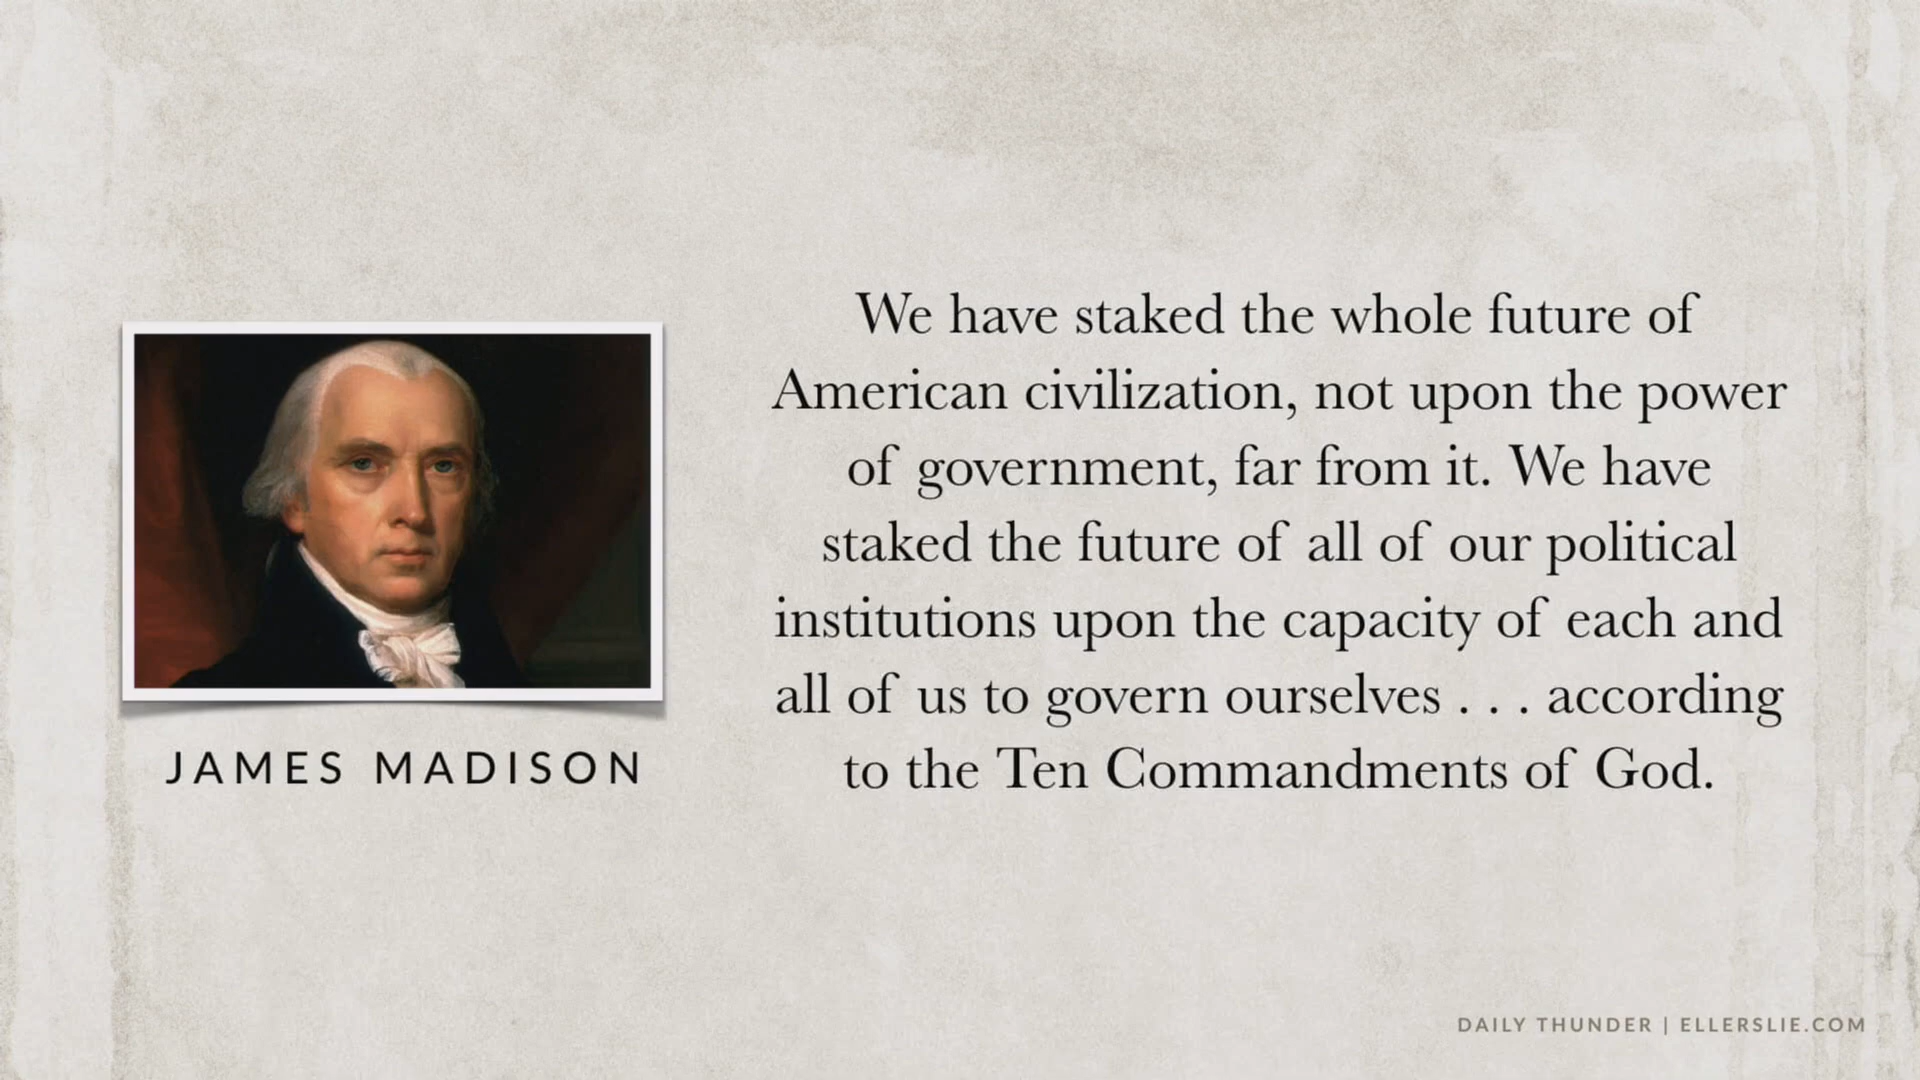 We have staked the whole future of
American civilization, not upon the power
of government, far from it. We have
staked the future of all of our political
institutions upon the capacity of each and
all of us to govern ourselves . . . according
to the Ten Commandments of God.
JAMES MADISON
DAILY THUNDER | ELLERSLIE.COM